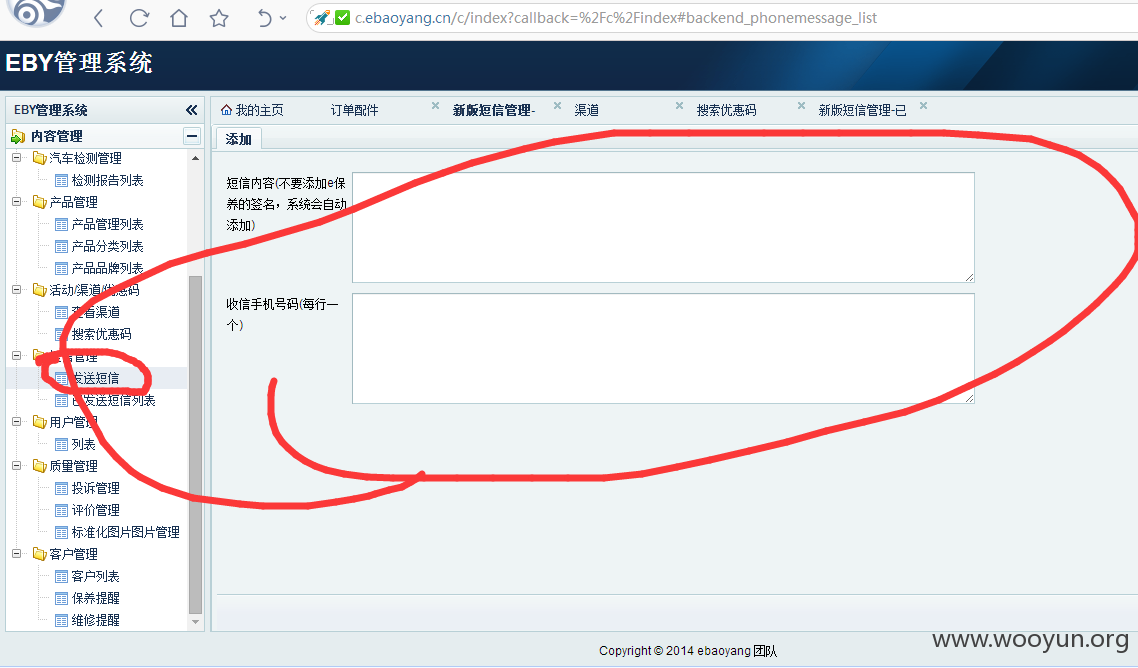 c.ebaoyang.cn/c/index?callback=%2Fc%2Findex#backend_phonemessage_list
EBY管理系统
EBY管理系统
我的主页 订单配件 新版短信管理- 渠道 搜索优惠码 新版短信管理-已
内容管理
添加
汽车检测管理
检测报告列表
产品管理
产品管理列表
产品分类列表
产品品牌列表
活动/渠道/优惠码
查看渠道
搜索优惠码
短信管理
发送短信
已发送短信列表
用户管理
列表
质量管理
投诉管理
评价管理
标准化图片图片管理
客户管理
客户列表
保养提醒
维修提醒
短信内容(不要添加e保
养的签名，系统会自动
添加)
收信手机号码(每行一
个)
Copyright © 2014 ebaoyang 团队
www.wooyun.org